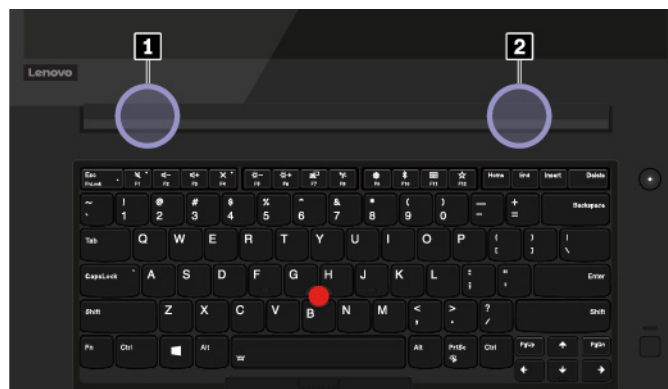 1 2
Lenovo
Esc F1 F2 F3 F4 F5 F6 F7 F8 F9 F10 F11 F12 Home End Insert Delete
FnLock
~ ! @ # $ % ^ & * ( ) — + Backspace
` 1 2 3 4 5 6 7 8 9 0 - =
Tab Q W E R T Y U I O P { } |
[ ] \
CapsLock A S D F G H J K L : " Enter
; '
Shift Z X C V B N M < > ? Shift
, . /
Fn Ctrl Alt Alt PrtSc Ctrl PgUp ↑ PgDn
← ↓ →